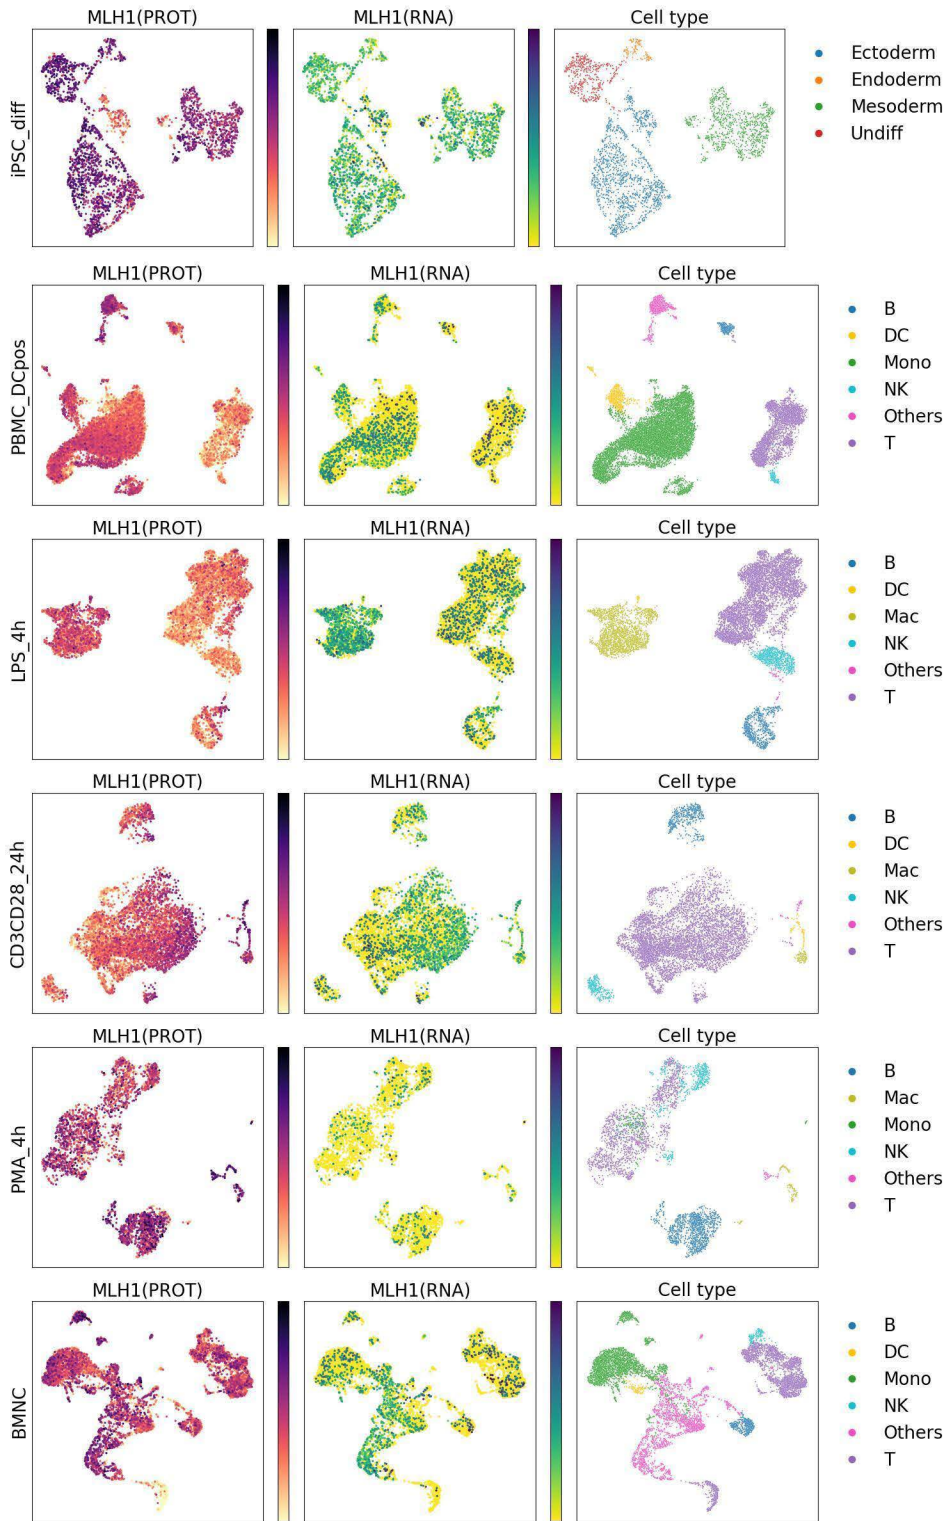 MLH1(PROT) MLH1(RNA) Cell type
iPSC_diff
Ectoderm
Endoderm
Mesoderm
Undiff
MLH1(PROT) MLH1(RNA) Cell type
PBMC_DCpos
B
DC
Mono
NK
Others
T
MLH1(PROT) MLH1(RNA) Cell type
LPS_4h
B
DC
Mac
NK
Others
T
MLH1(PROT) MLH1(RNA) Cell type
CD3CD28_24h
B
DC
Mac
NK
Others
T
MLH1(PROT) MLH1(RNA) Cell type
PMA_4h
B
Mac
Mono
NK
Others
T
MLH1(PROT) MLH1(RNA) Cell type
BMNC
B
DC
Mono
NK
Others
T